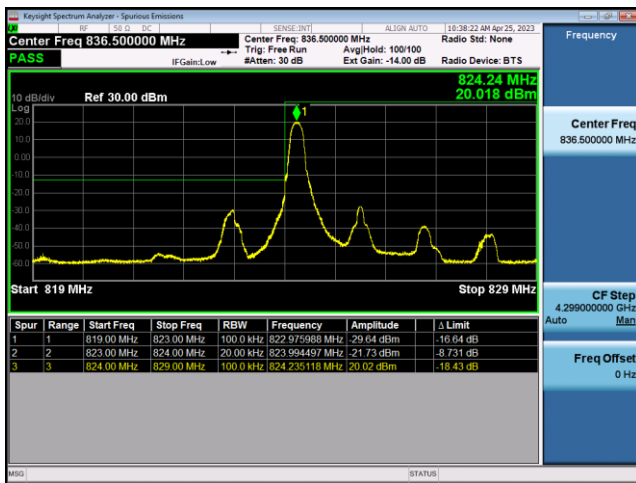 Keysight Spectrum Analyzer - Spurious Emissions
RF 50 Ω DC SENSE:INT ALIGN AUTO 10:38:22 AM Apr 25, 2023
Center Freq 836.500000 MHz Center Freq: 836.500000 MHz Radio Std: None
Trig: Free Run Avg|Hold: 100/100
PASS IFGain:Low #Atten: 30 dB Ext Gain: -14.00 dB Radio Device: BTS
824.24 MHz
10 dB/div Ref 30.00 dBm 20.018 dBm
Log
1
20.0
10.0
0.00
-10.0
-20.0
-30.0
-40.0
-50.0
-60.0
Start 819 MHz Stop 829 MHz
Spur Range Start Freq Stop Freq RBW Frequency Amplitude Δ Limit
1 1 819.00 MHz 823.00 MHz 100.0 kHz 822.975988 MHz -29.64 dBm -16.64 dB
2 2 823.00 MHz 824.00 MHz 20.00 kHz 823.994497 MHz -21.73 dBm -8.731 dB
3 3 824.00 MHz 829.00 MHz 100.0 kHz 824.235118 MHz 20.02 dBm -18.43 dB
MSG STATUS
Frequency
Center Freq
836.500000 MHz
CF Step
4.299000000 GHz
Auto Man
Freq Offset
0 Hz